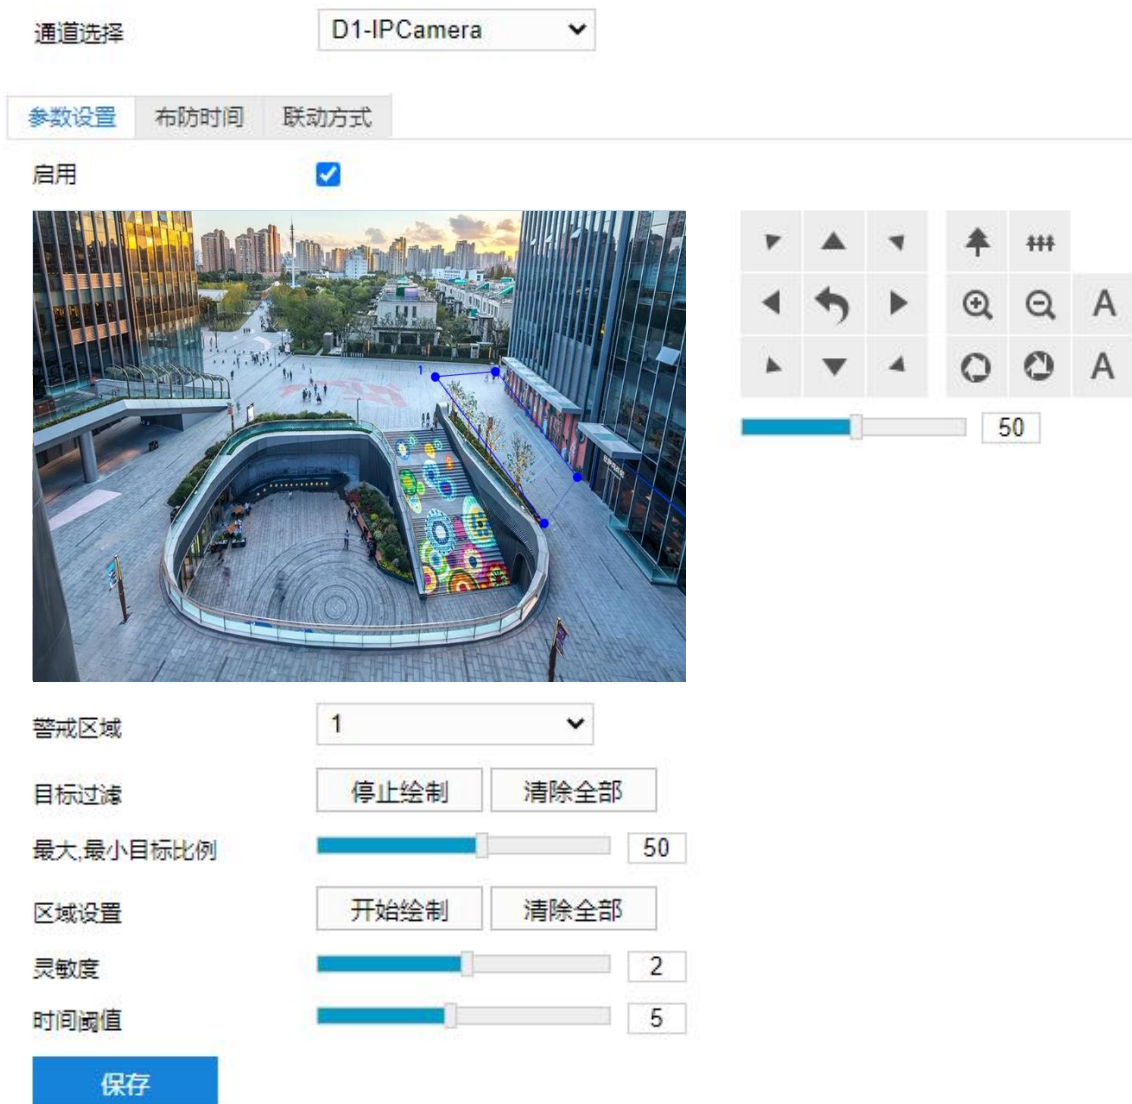 通道选择
D1-IPCamera
参数设置 布防时间 联动方式
启用
A
A
50
1
警戒区域
1
目标过滤
停止绘制 清除全部
最大,最小目标比例
50
区域设置
开始绘制 清除全部
灵敏度
2
时间阈值
5
保存